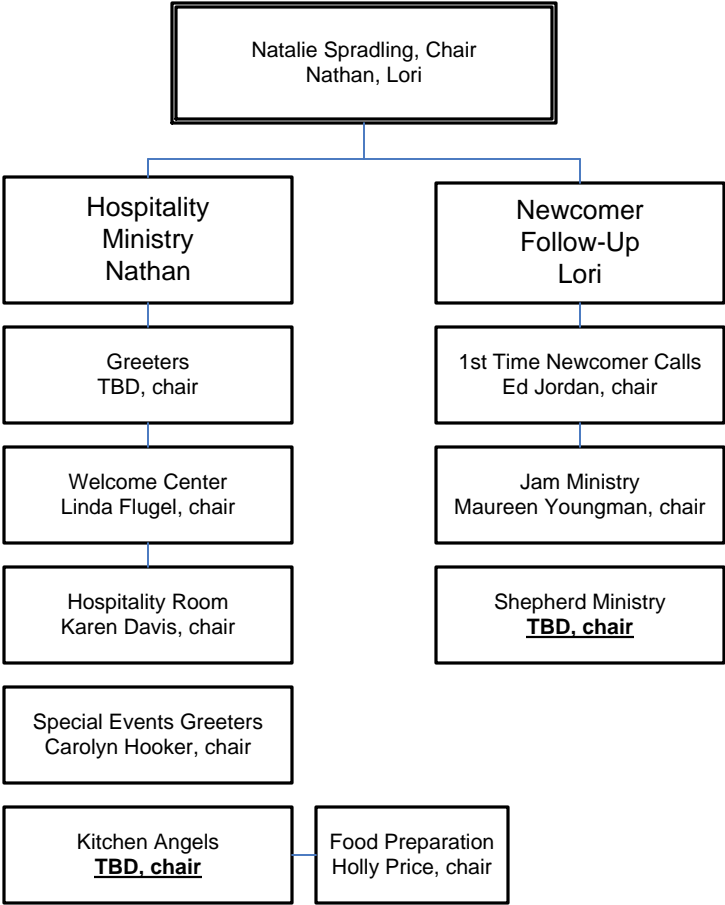 Natalie Spradling, Chair
Nathan, Lori
Hospitality
Ministry
Nathan
Newcomer
Follow-Up
Lori
Greeters
TBD, chair
1st Time Newcomer Calls
Ed Jordan, chair
Welcome Center
Linda Flugel, chair
Jam Ministry
Maureen Youngman, chair
Hospitality Room
Karen Davis, chair
Shepherd Ministry
TBD, chair
Special Events Greeters
Carolyn Hooker, chair
Kitchen Angels
TBD, chair
Food Preparation
Holly Price, chair